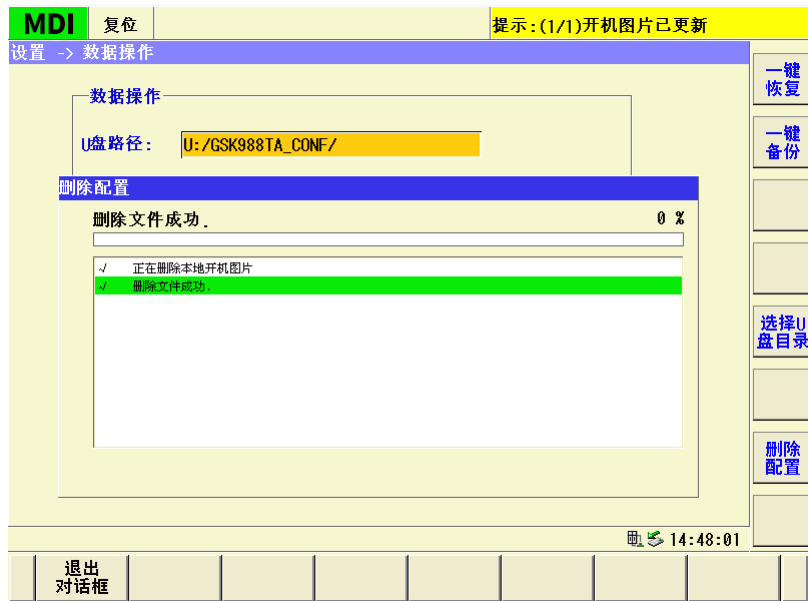 MDI 复位 提示:(1/1)开机图片已更新
设置 -> 数据操作
数据操作
U盘路径: U:/GSK988TA_CONF/
删除配置
删除文件成功. 0 %
√ 正在删除本地开机图片
√ 删除文件成功.
一键
恢复
一键
备份
选择U
盘目录
删除
配置
14:48:01
退出
对话框